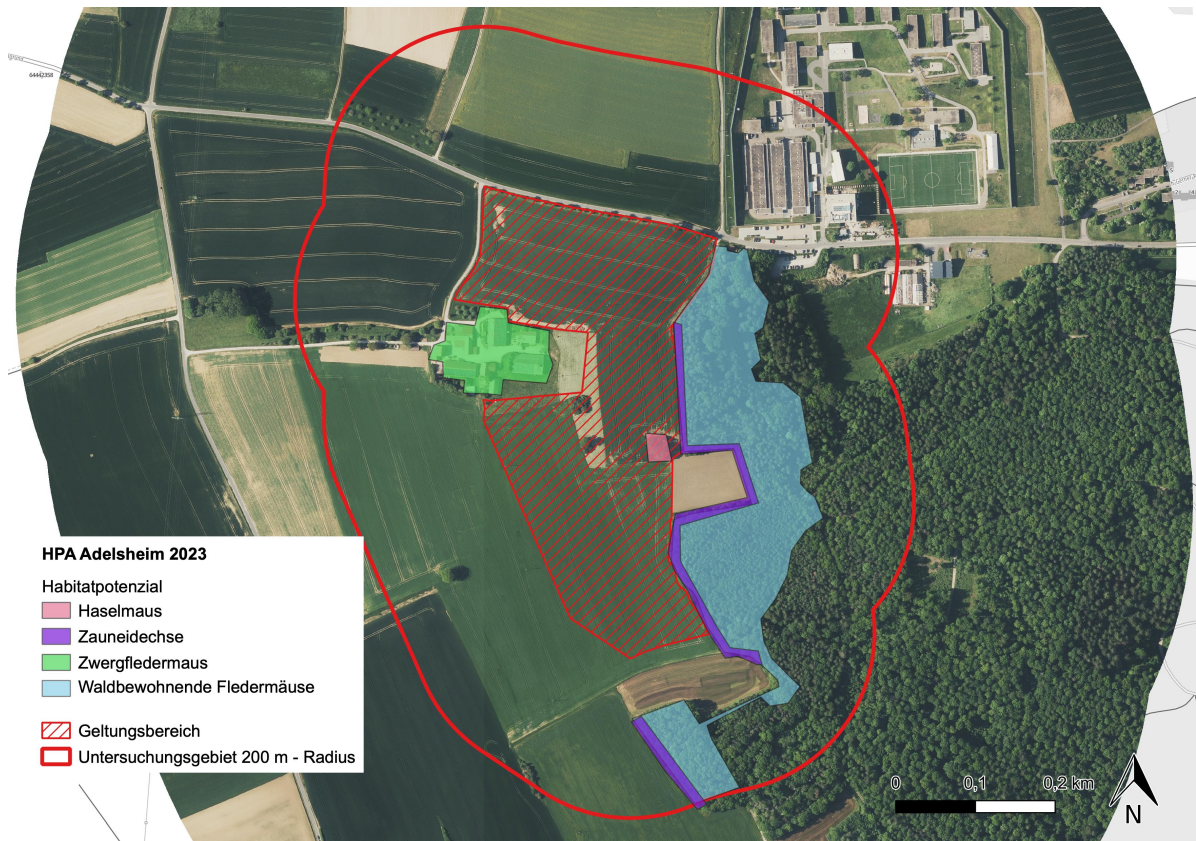 64442358
HPA Adelsheim 2023
Habitatpotenzial
Haselmaus
Zauneidechse
Zwergfledermaus
Waldbewohnende Fledermäuse
Geltungsbereich
Untersuchungsgebiet 200 m - Radius
0 0,1 0,2 km
N